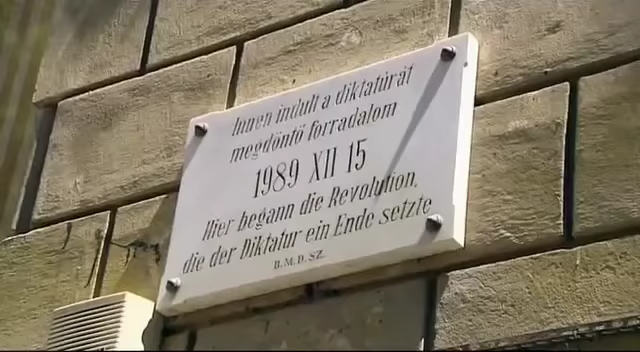 Innen indult a diktatúrát
megdöntő forradalom
1989 XII 15
Hier begann die Revolution,
die der Diktatur ein Ende setzte
B.M.D.SZ.